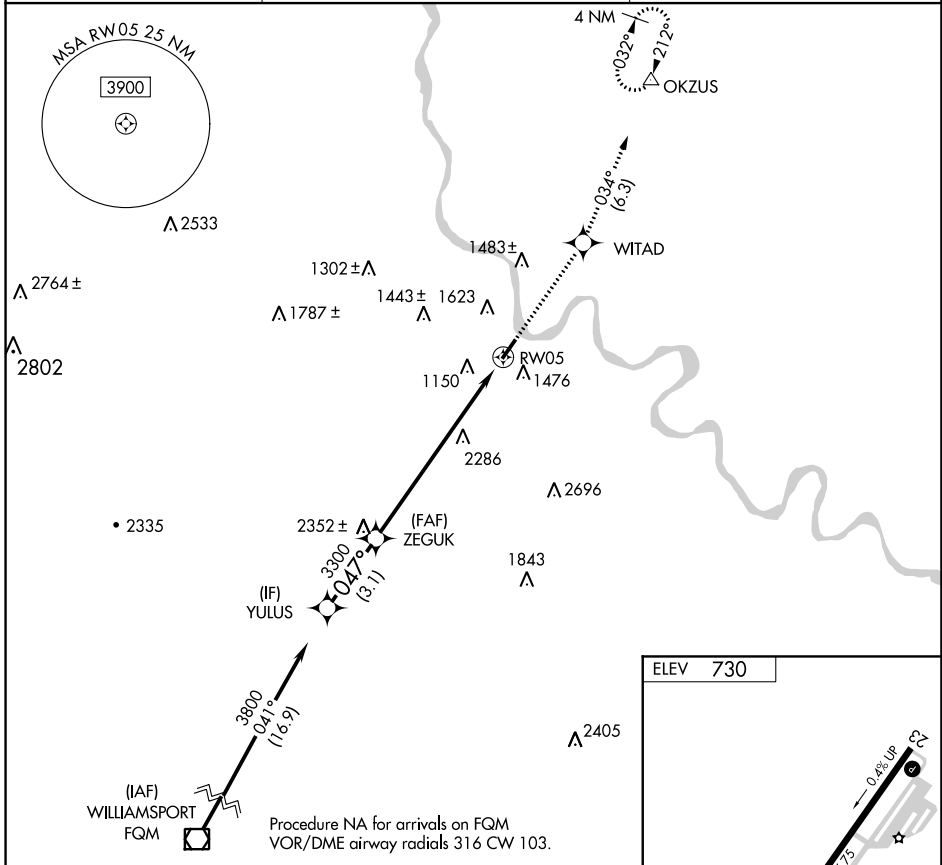 MSA RW05 25 NM
3900
4 NM
032°
212°
OKZUS
034°
(6.3)
WITAD
2533
1483±
1302±
2764±
1443±
1623
1787±
RW05
2802
1150
1476
2286
2696
2335
2352±
(FAF)
ZEGUK
3300
047°
(3.1)
1843
(IF)
YULUS
3800
041°
(16.9)
2405
(IAF)
WILLIAMSPORT
FQM
Procedure NA for arrivals on FQM
VOR/DME airway radials 316 CW 103.
ELEV 730
23
0.4% UP
P